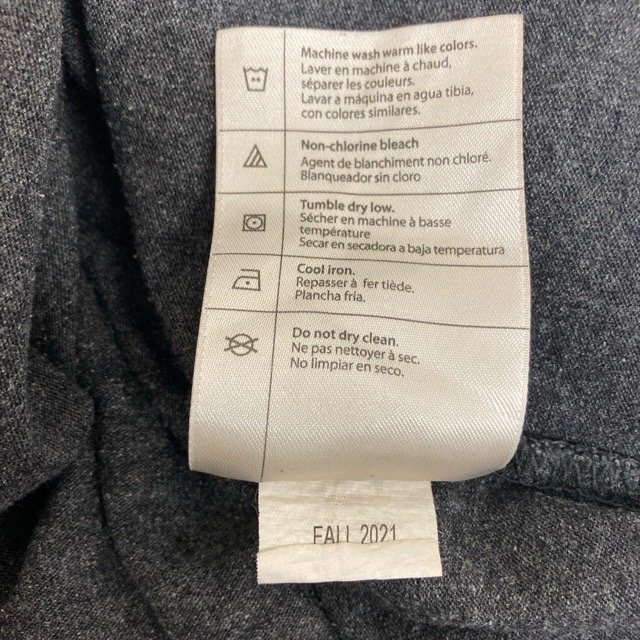 Machine wash warm like colors.
Laver en machine à chaud,
séparer les couleurs.
Lavar a máquina en agua tibia,
con colores similares.
Non-chlorine bleach
Agent de blanchiment non chloré.
Blanqueador sin cloro
Tumble dry low.
Sécher en machine à basse
température
Secar en secadora a baja temperatura
Cool iron.
Repasser à fer tiède.
Plancha fría.
Do not dry clean.
Ne pas nettoyer à sec.
No limpiar en seco.
FALL 2021